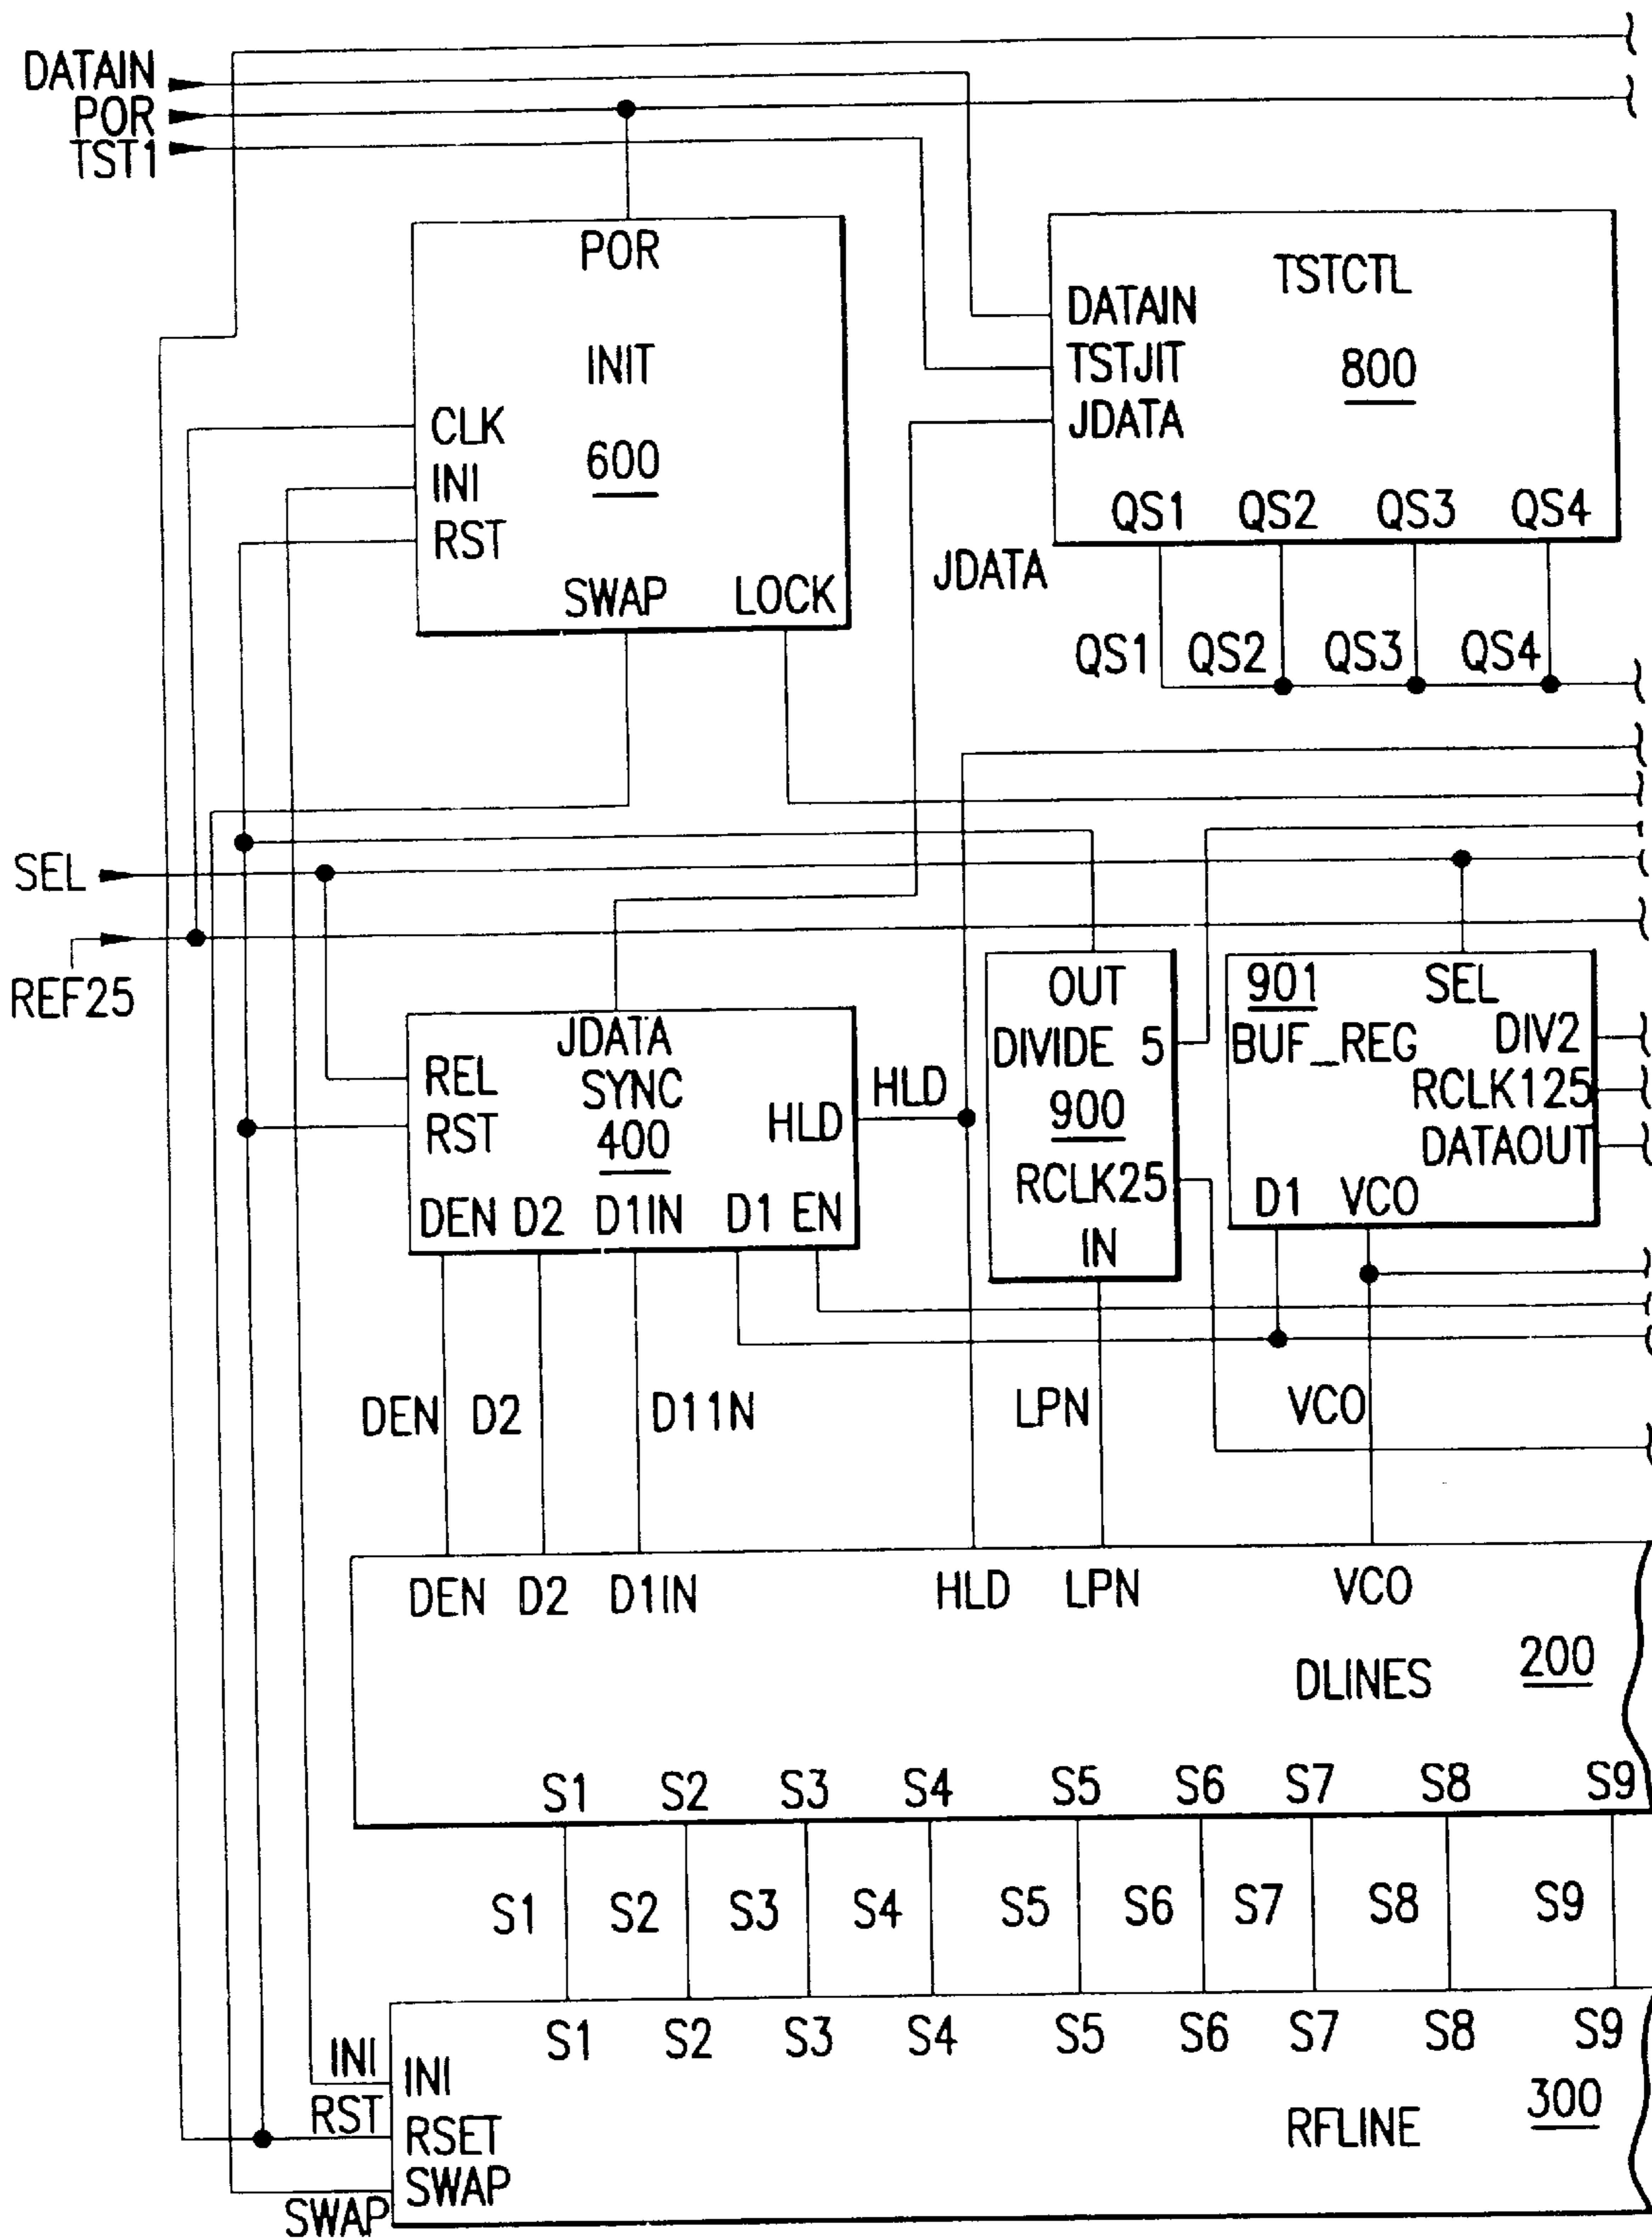 DATAIN
POR
TST1
POR
INIT
600
CLK
INI
RST
SWAP LOCK
TSTCTL
800
DATAIN
TSTJIT
JDATA
QS1 QS2 QS3 QS4
JDATA
QS1 QS2 QS3 QS4
SEL
REF25
JDATA
SYNC
400
REL
RST
HLD
DEN D2 D1IN D1 EN
HLD
OUT
DIVIDE 5
900
RCLK25
IN
901
SEL
BUF_REG
DIV2
RCLK125
DATAOUT
D1 VCO
DEN D2 D11N LPN VCO
DEN D2 D1IN HLD LPN VCO
DLINES 200
S1 S2 S3 S4 S5 S6 S7 S8 S9
S1 S2 S3 S4 S5 S6 S7 S8 S9
S1 S2 S3 S4 S5 S6 S7 S8 S9
INI
INI
RST
RSET
SWAP
SWAP
RFLINE 300